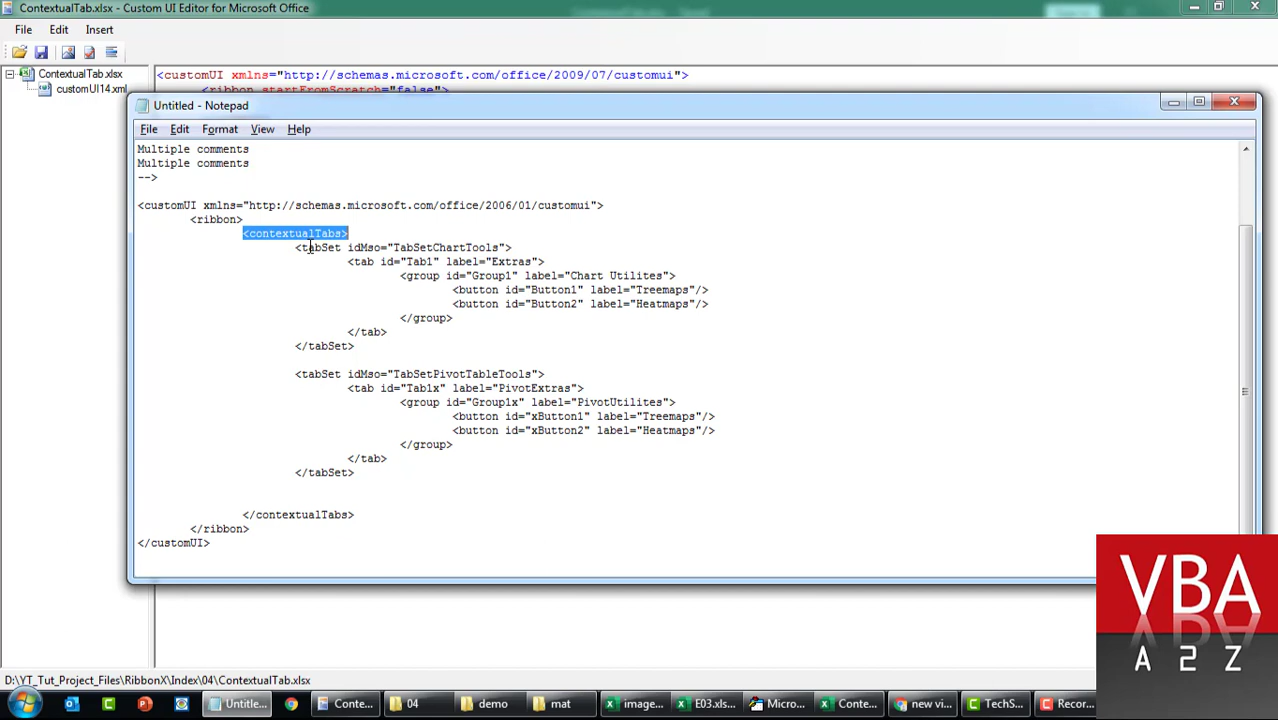 ContextualTab.xlsx - Custom UI Editor for Microsoft Office
File Edit Insert
ContextualTab.xlsx
customUI14.xml
<customUI xmlns="http://schemas.microsoft.com/office/2009/07/customui">
<ribbon startFromScratch="false">
Untitled - Notepad
File Edit Format View Help
Multiple comments
Multiple comments
-->
<customUI xmlns="http://schemas.microsoft.com/office/2006/01/customui">
<ribbon>
<contextualTabs>
<tabSet idMso="TabSetChartTools">
<tab id="Tab1" label="Extras">
<group id="Group1" label="Chart Utilites">
<button id="Button1" label="Treemaps"/>
<button id="Button2" label="Heatmaps"/>
</group>
</tab>
</tabSet>
<tabSet idMso="TabSetPivotTableTools">
<tab id="Tab1x" label="PivotExtras">
<group id="Group1x" label="PivotUtilites">
<button id="xButton1" label="Treemaps"/>
<button id="xButton2" label="Heatmaps"/>
</group>
</tab>
</tabSet>
</contextualTabs>
</ribbon>
</customUI>
VBA
A 2 Z
D:\YT_Tut_Project_Files\RibbonX\Index\04\ContextualTab.xlsx
Untitle... Conte... 04 demo mat image... E03.xls... Micro... Conte... new vi... TechS... Recor...